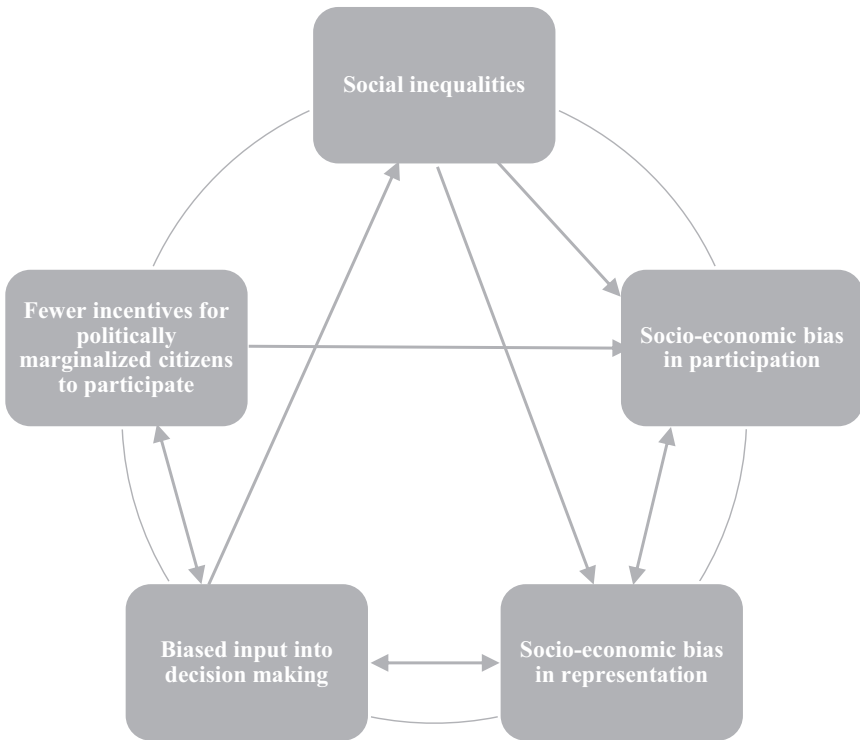 Social inequalities
Fewer incentives for
politically
marginalized citizens
to participate
Socio-economic bias
in participation
Biased input into
decision making
Socio-economic bias
in representation